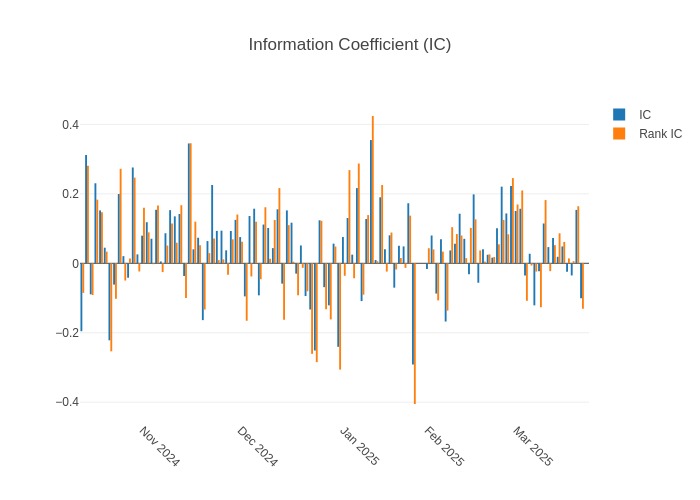 Information Coefficient (IC)
IC
Rank IC
0.4
0.2
0
−0.2
−0.4
Nov 2024
Dec 2024
Jan 2025
Feb 2025
Mar 2025